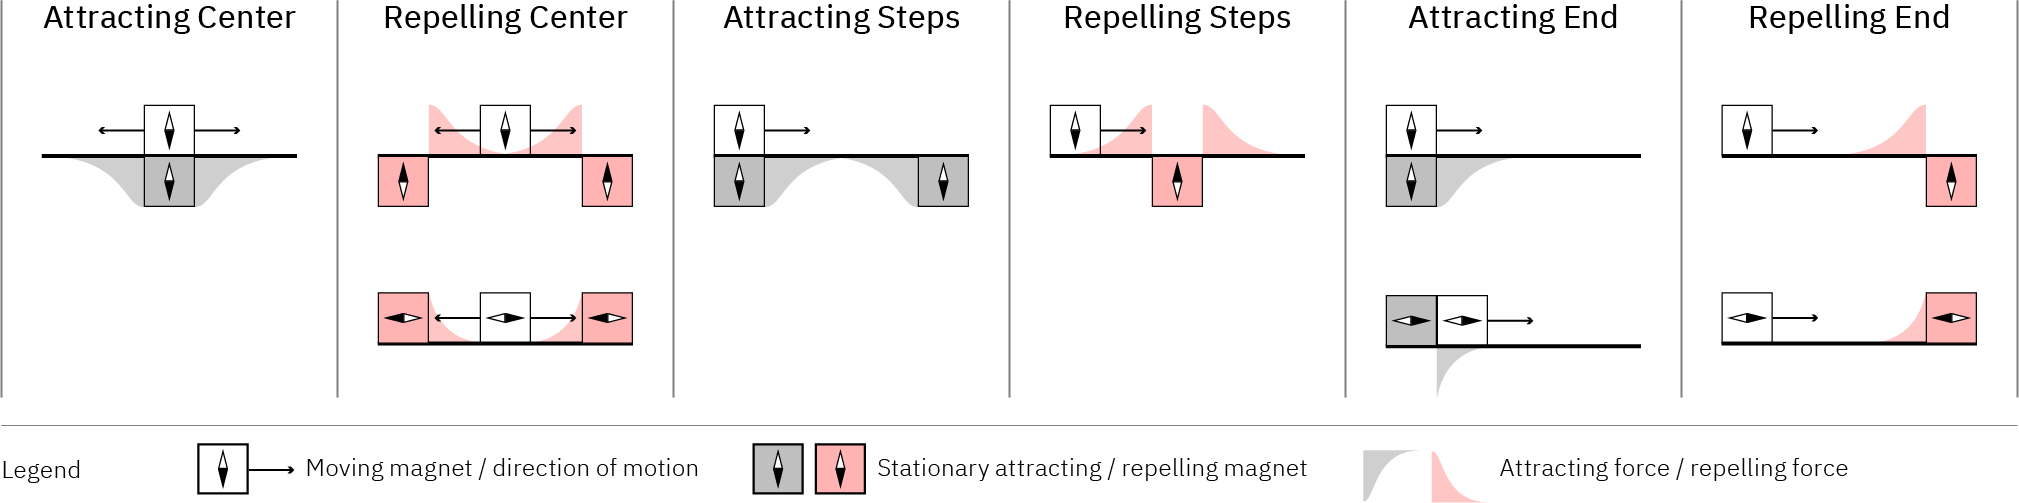 Attracting Center
Repelling Center
Attracting Steps
Repelling Steps
Attracting End
Repelling End
Legend
Moving magnet / direction of motion
Stationary attracting / repelling magnet
Attracting force / repelling force